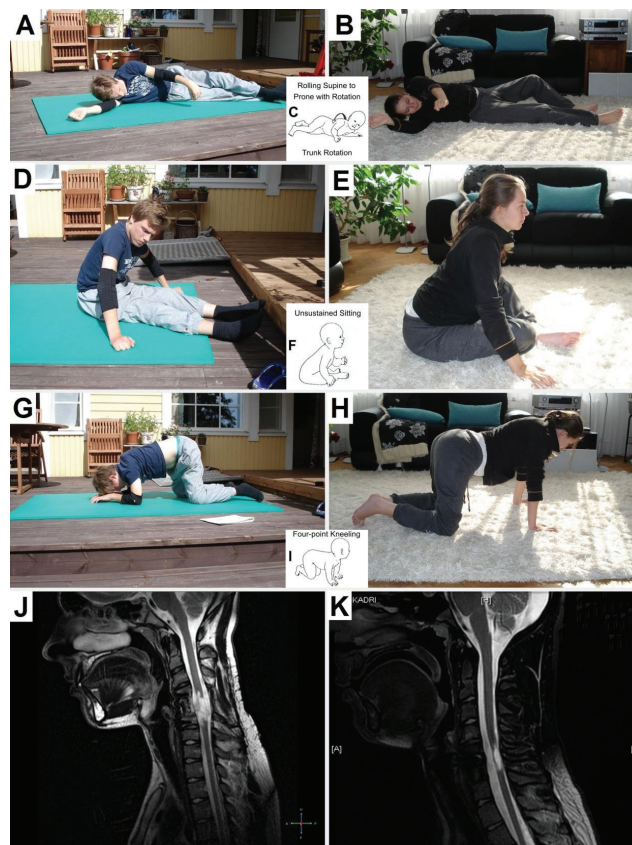 A
B
Rolling Supine to
Prone with Rotation
C
Trunk Rotation
D
E
Unsustained Sitting
F
G
H
Four-point Kneeling
I
J
K
KADRI
[H]
[A]